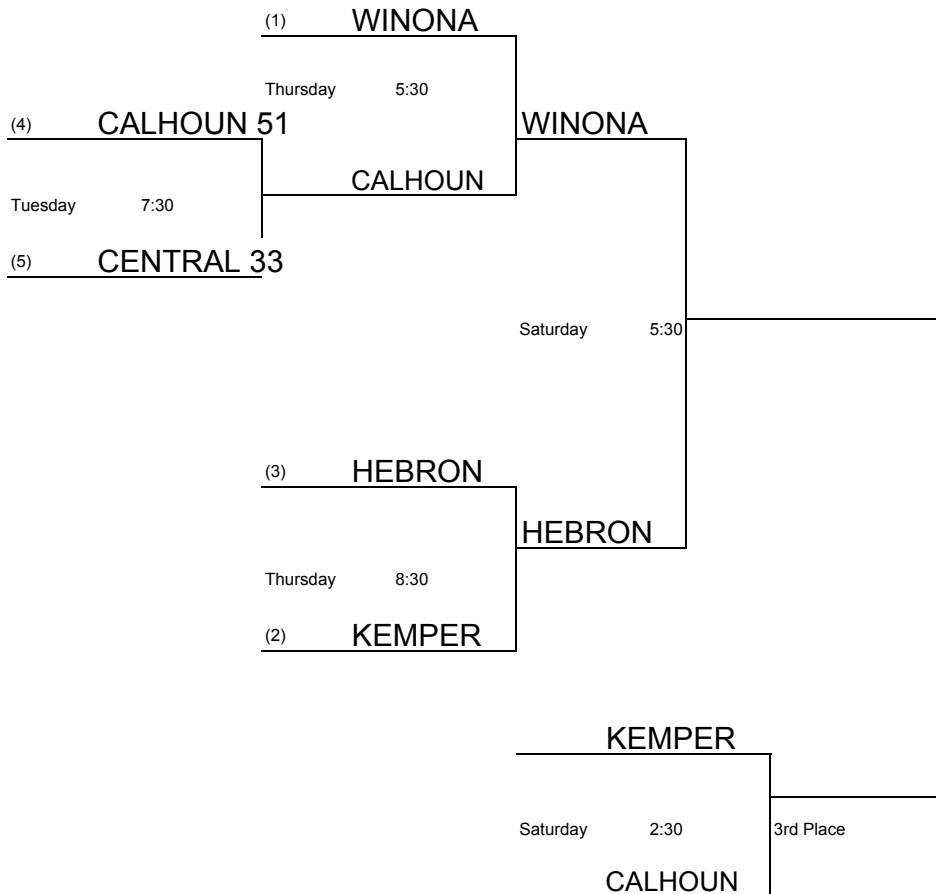 (1) WINONA
Thursday 5:30
(4) CALHOUN 51
WINONA
CALHOUN
Tuesday 7:30
(5) CENTRAL 33
Saturday 5:30
(3) HEBRON
HEBRON
Thursday 8:30
(2) KEMPER
KEMPER
Saturday 2:30 3rd Place
CALHOUN